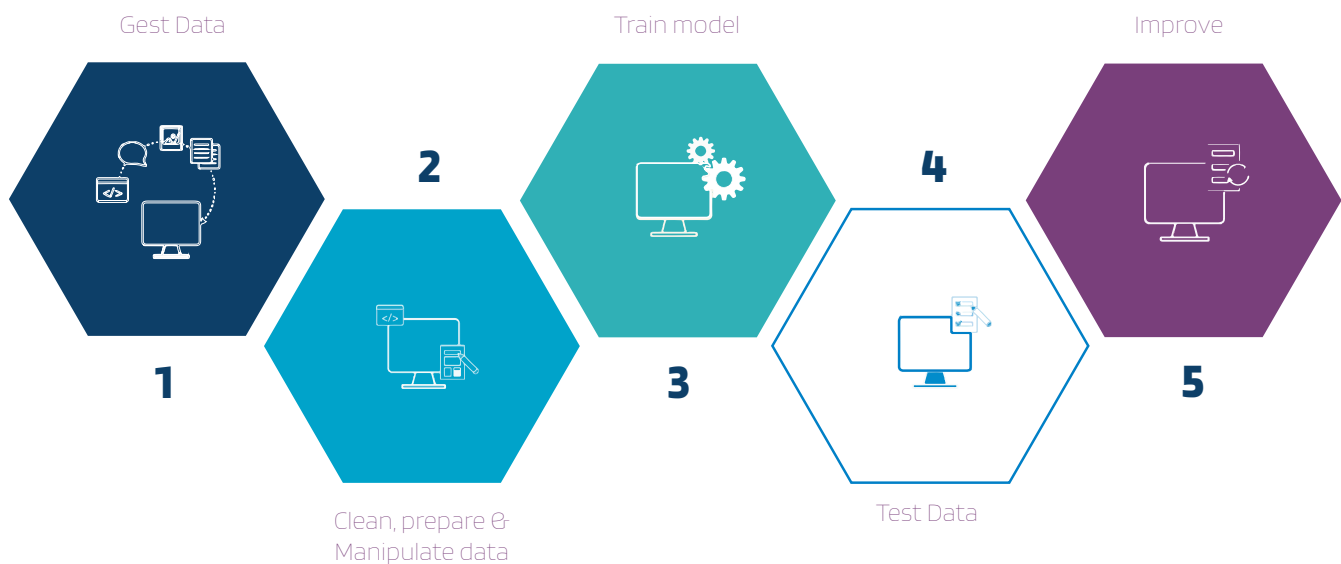 Gest Data
1
2
Clean, prepare &
Manipulate data
Train model
3
4
Test Data
Improve
5